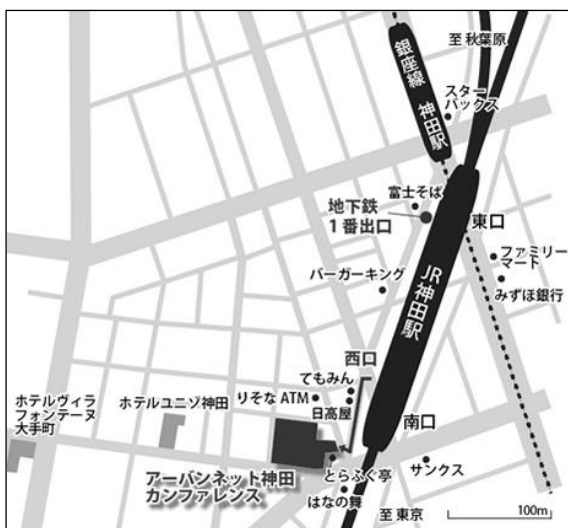 至 秋葉原
銀座線 神田駅
スター
バックス
富士そば
地下鉄
1番出口
東口
ファミリー
マート
バーガーキング
みずほ銀行
JR神田駅
西口
てもみん
りそな ATM
日高屋
ホテルヴィラ
フォンテーヌ
大手町
ホテルユニゾ神田
南口
アーバンネット神田
カンファレンス
とらふぐ亭
サンクス
はなの舞
至 東京
100m